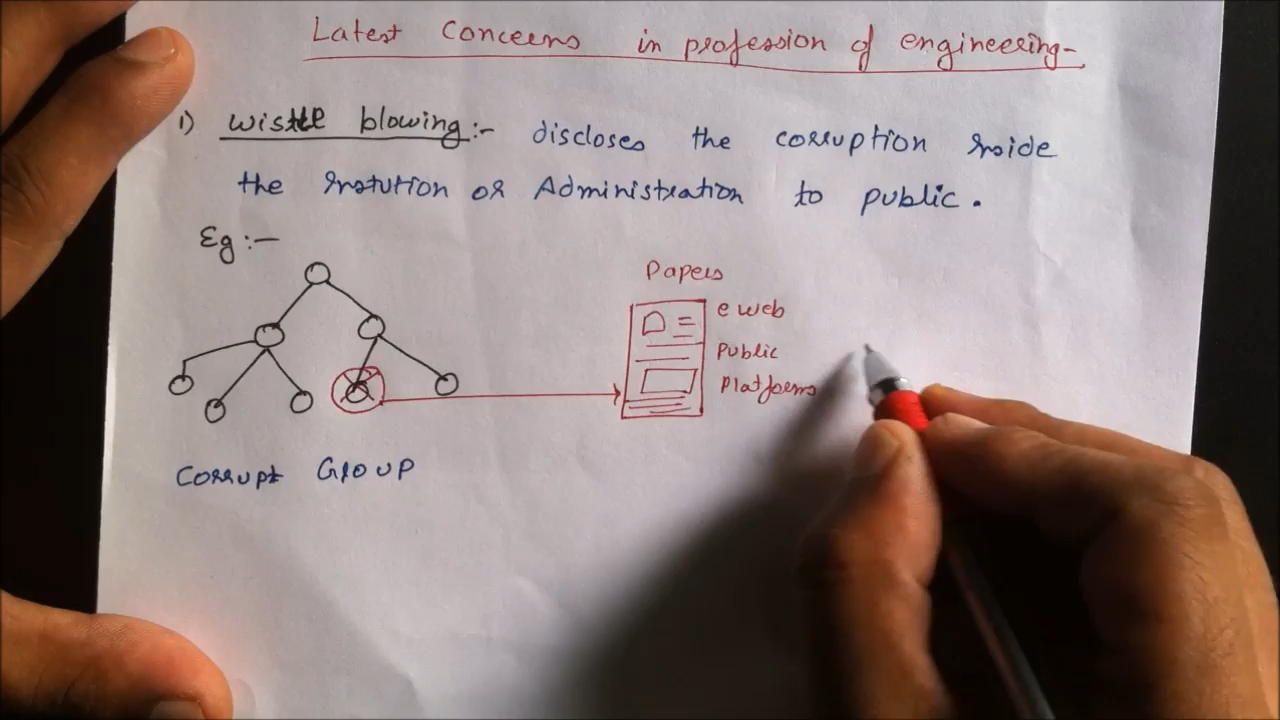 Latest Concerns in profession of engineering-
1) wistle blowing:- discloses the corruption inside
the instution or Administration to public.
Eg:-
Papers
e web
Public
Platforms
Corrupt Group